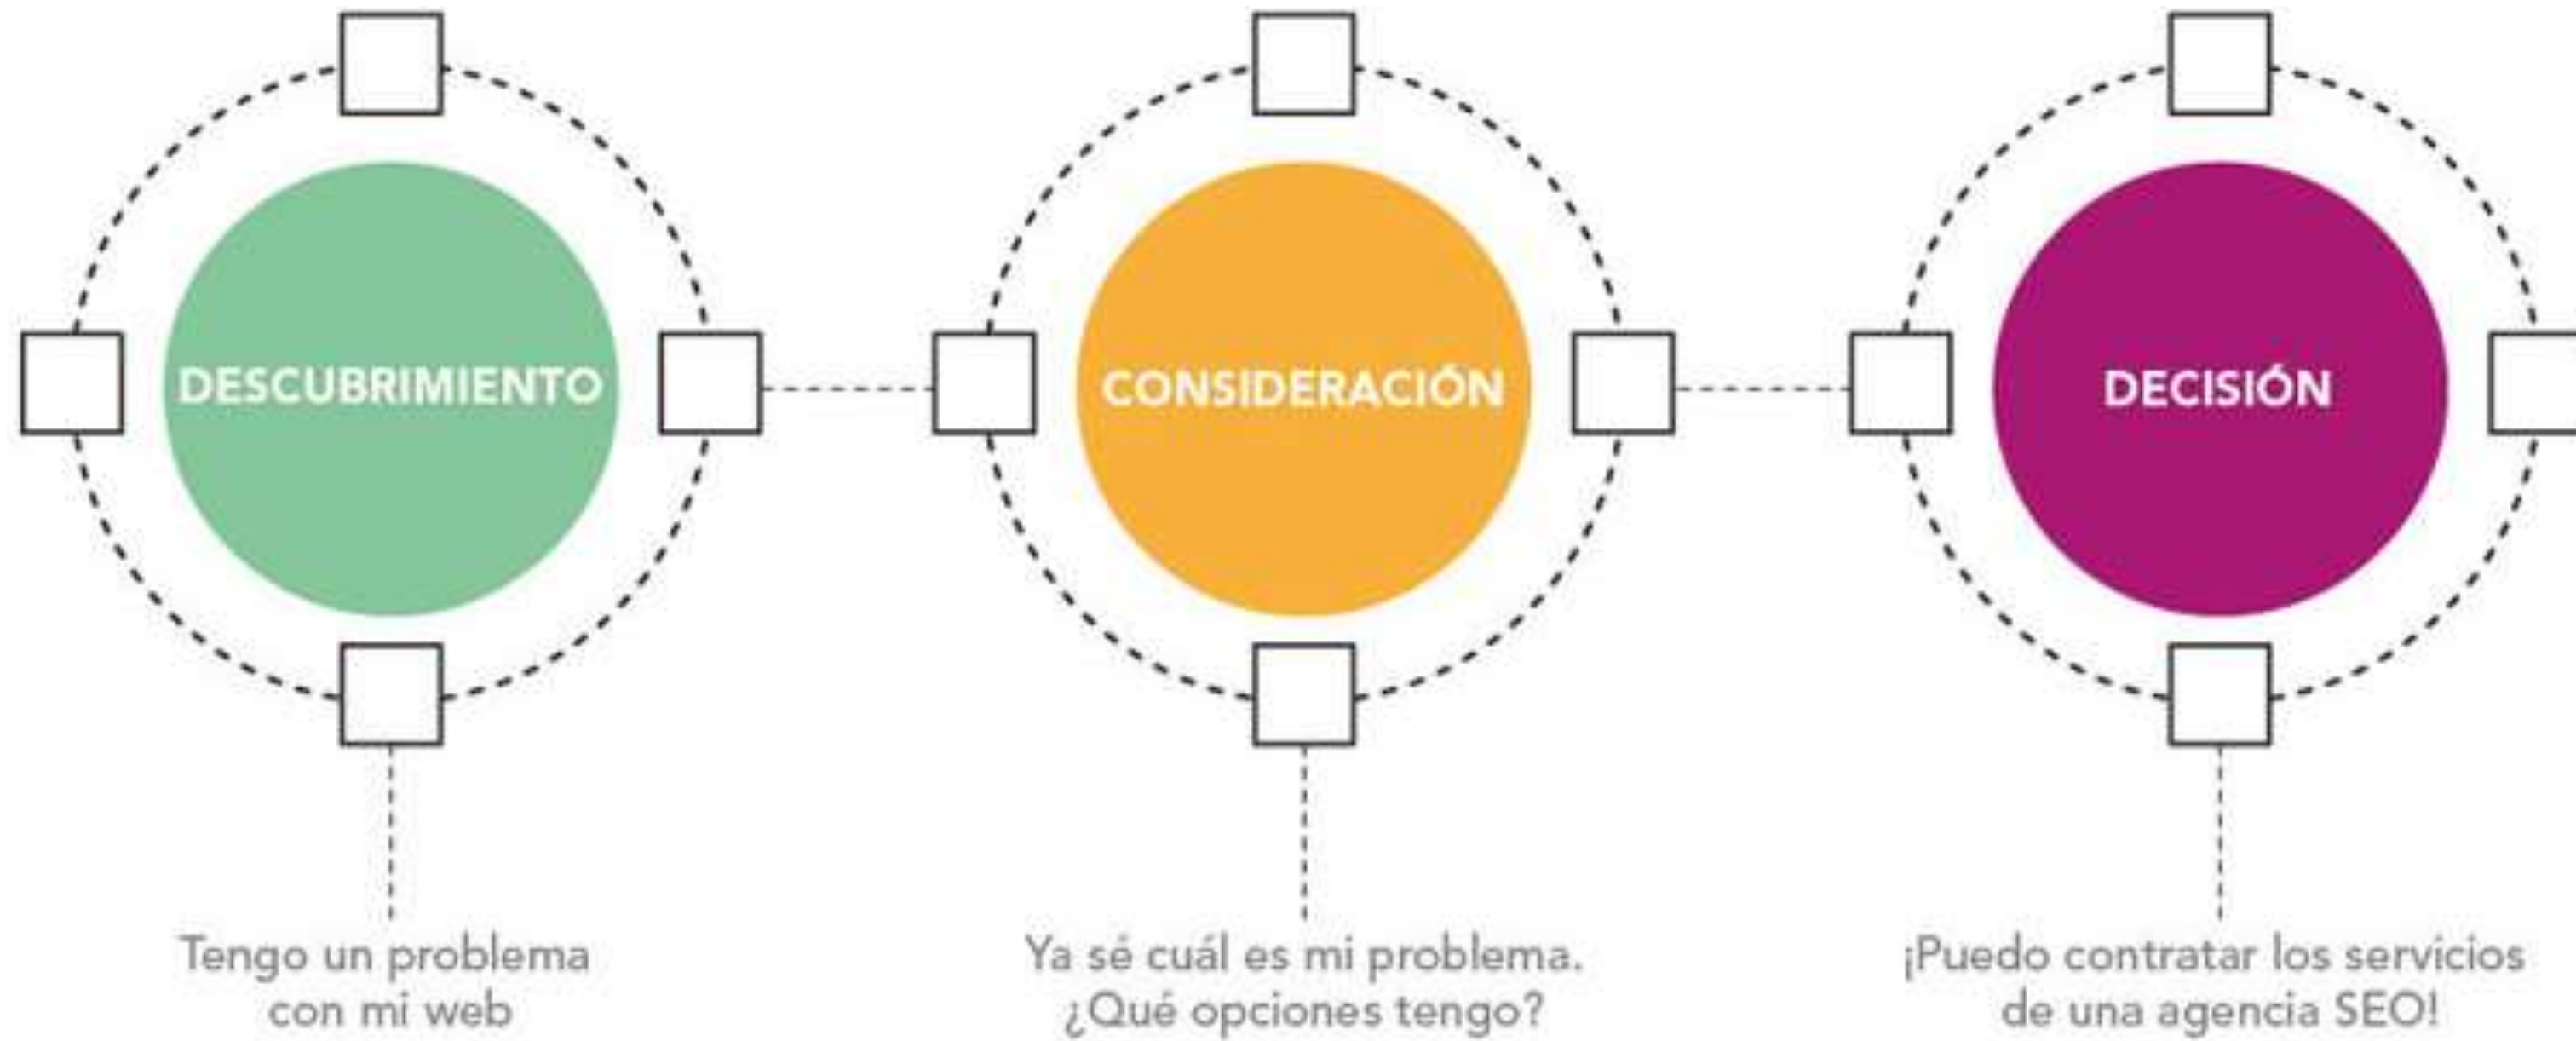 DESCUBRIMIENTO
CONSIDERACIÓN
DECISIÓN
Tengo un problema
con mi web
Ya sé cuál es mi problema.
¿Qué opciones tengo?
¡Puedo contratar los servicios
de una agencia SEO!